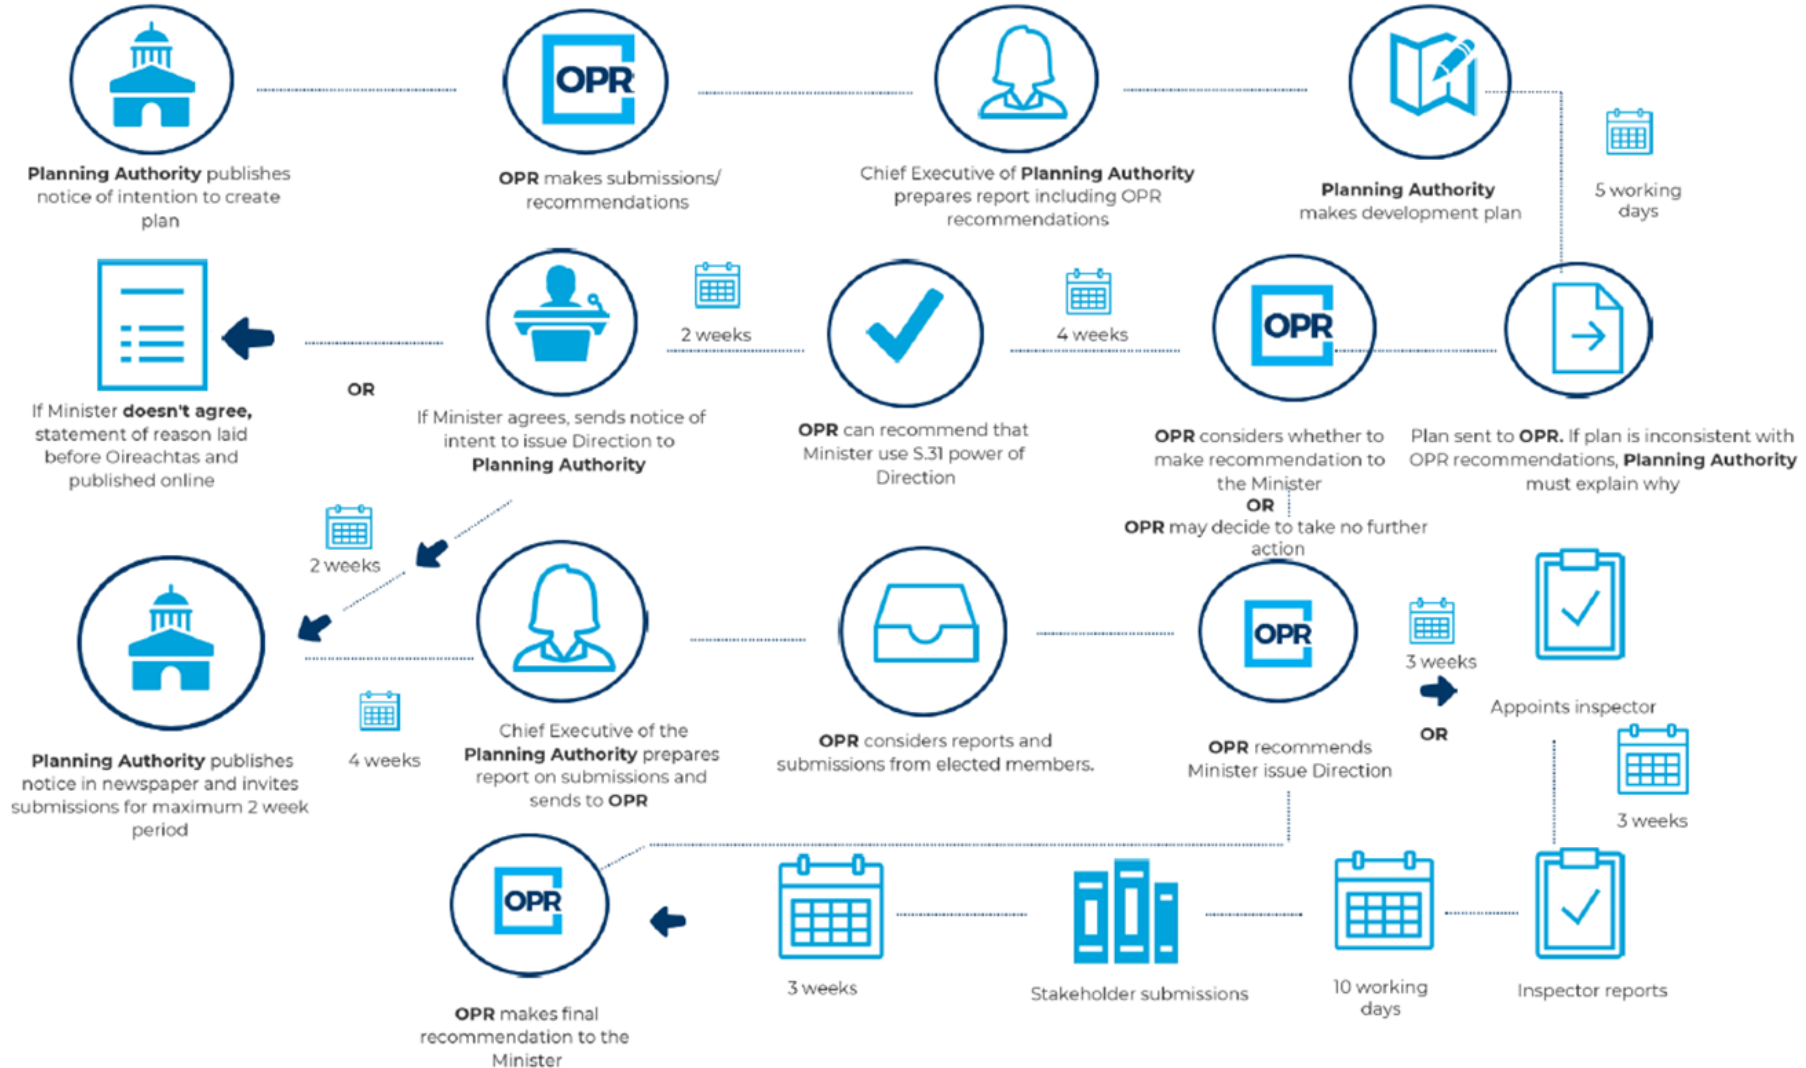 OPR
Planning Authority publishes
notice of intention to create
plan
OPR makes submissions/
recommendations
Chief Executive of Planning Authority
prepares report including OPR
recommendations
Planning Authority
makes development plan
5 working
days
If Minister doesn't agree,
statement of reason laid
before Oireachtas and
published online
OR
If Minister agrees, sends notice of
intent to issue Direction to
Planning Authority
2 weeks
OPR can recommend that
Minister use S.31 power of
Direction
4 weeks
OPR
OPR considers whether to
make recommendation to
the Minister
OR
OPR may decide to take no further
action
Plan sent to OPR. If plan is inconsistent with
OPR recommendations, Planning Authority
must explain why
2 weeks
Planning Authority publishes
notice in newspaper and invites
submissions for maximum 2 week
period
4 weeks
Chief Executive of the
Planning Authority prepares
report on submissions and
sends to OPR
OPR considers reports and
submissions from elected members.
OPR
OPR recommends
Minister issue Direction
3 weeks
OR
Appoints inspector
3 weeks
OPR
OPR makes final
recommendation to the
Minister
3 weeks
Stakeholder submissions
10 working
days
Inspector reports